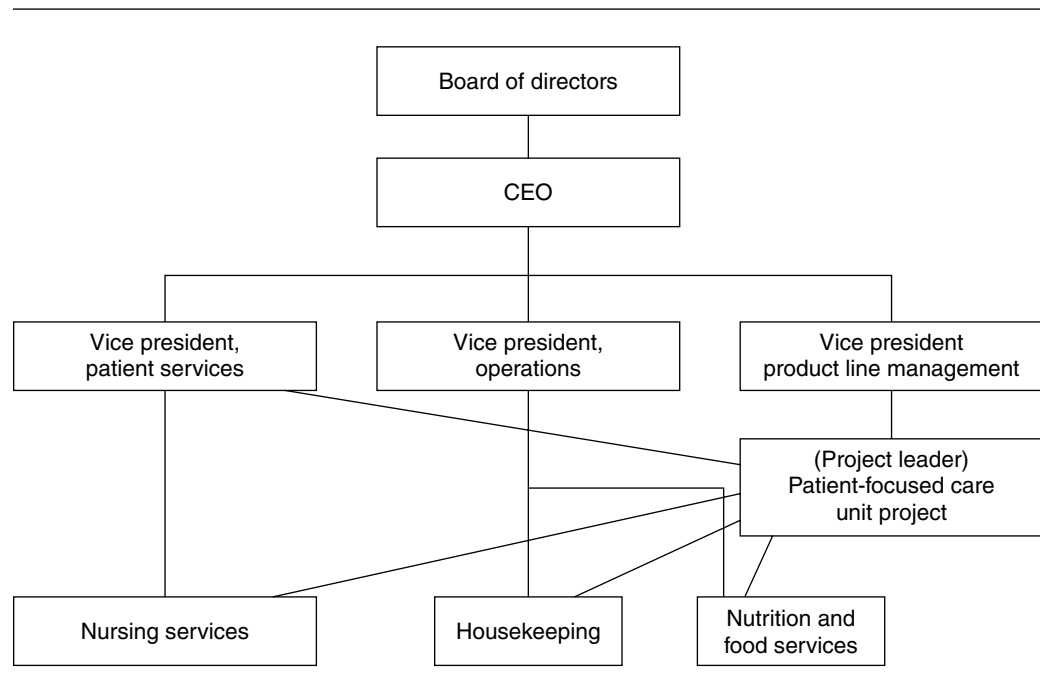 Board of directors
CEO
Vice president,
patient services
Vice president,
operations
Vice president
product line management
(Project leader)
Patient-focused care
unit project
Nursing services
Housekeeping
Nutrition and
food services